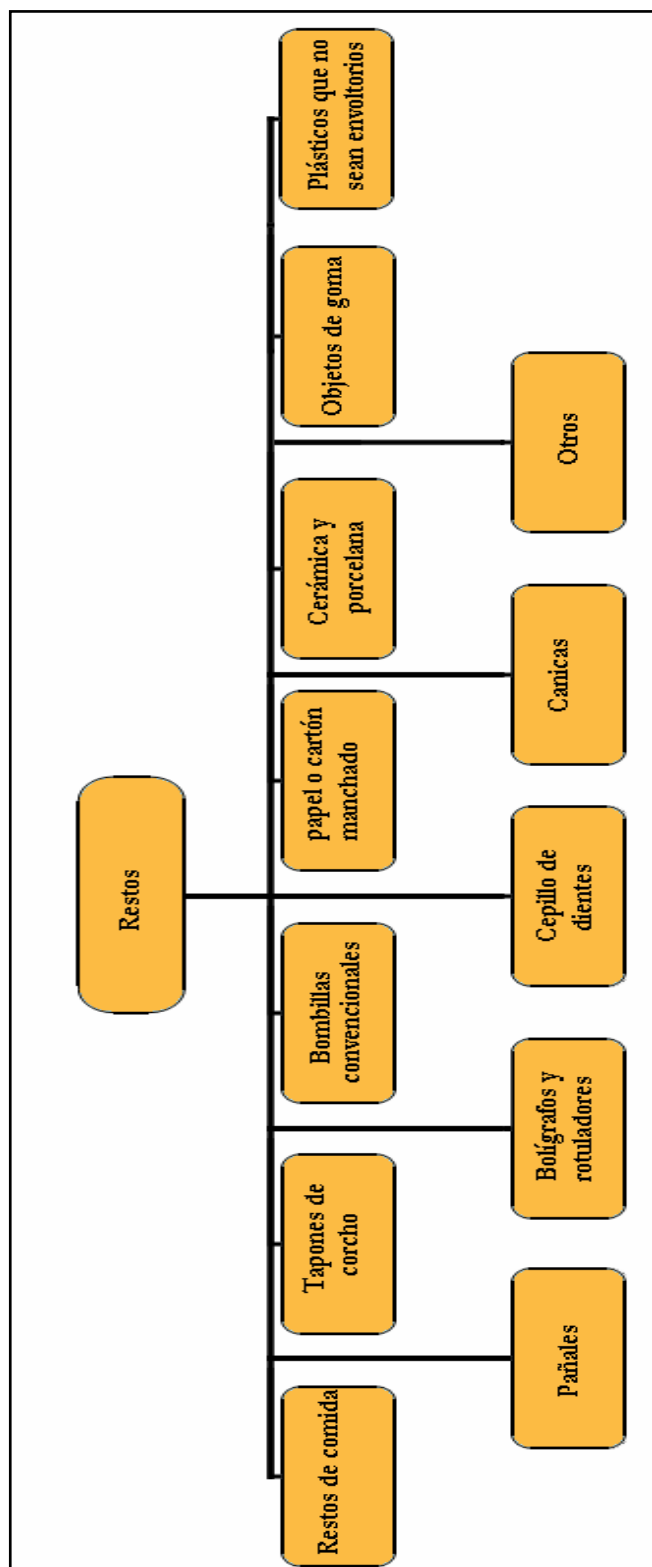 Restos
Restos de comida
Tapones de
corcho
Bombillas
convencionales
papel o cartón
manchado
Cerámica y
porcelana
Objetos de goma
Plásticos que no
sean envoltorios
Pañales
Bolígrafos y
rotuladores
Cepillo de
dientes
Canicas
Otros